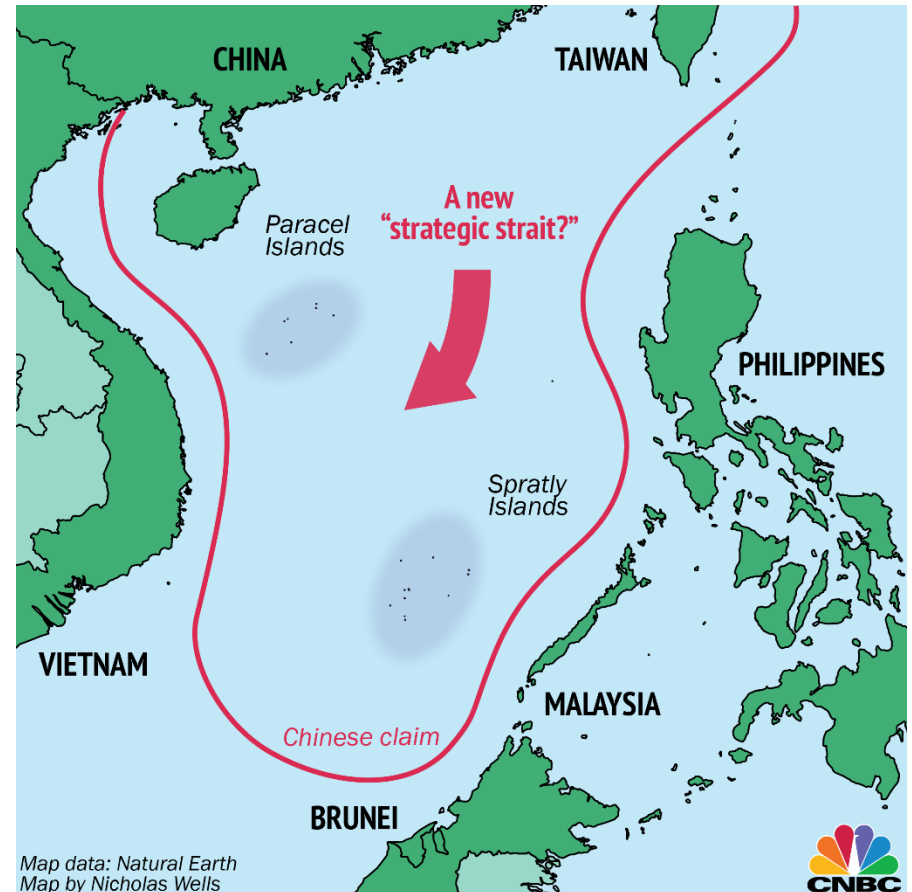 CHINA
TAIWAN
A new
“strategic strait?”
Paracel
Islands
PHILIPPINES
Spratly
Islands
VIETNAM
MALAYSIA
Chinese claim
BRUNEI
Map data: Natural Earth
Map by Nicholas Wells
CNBC